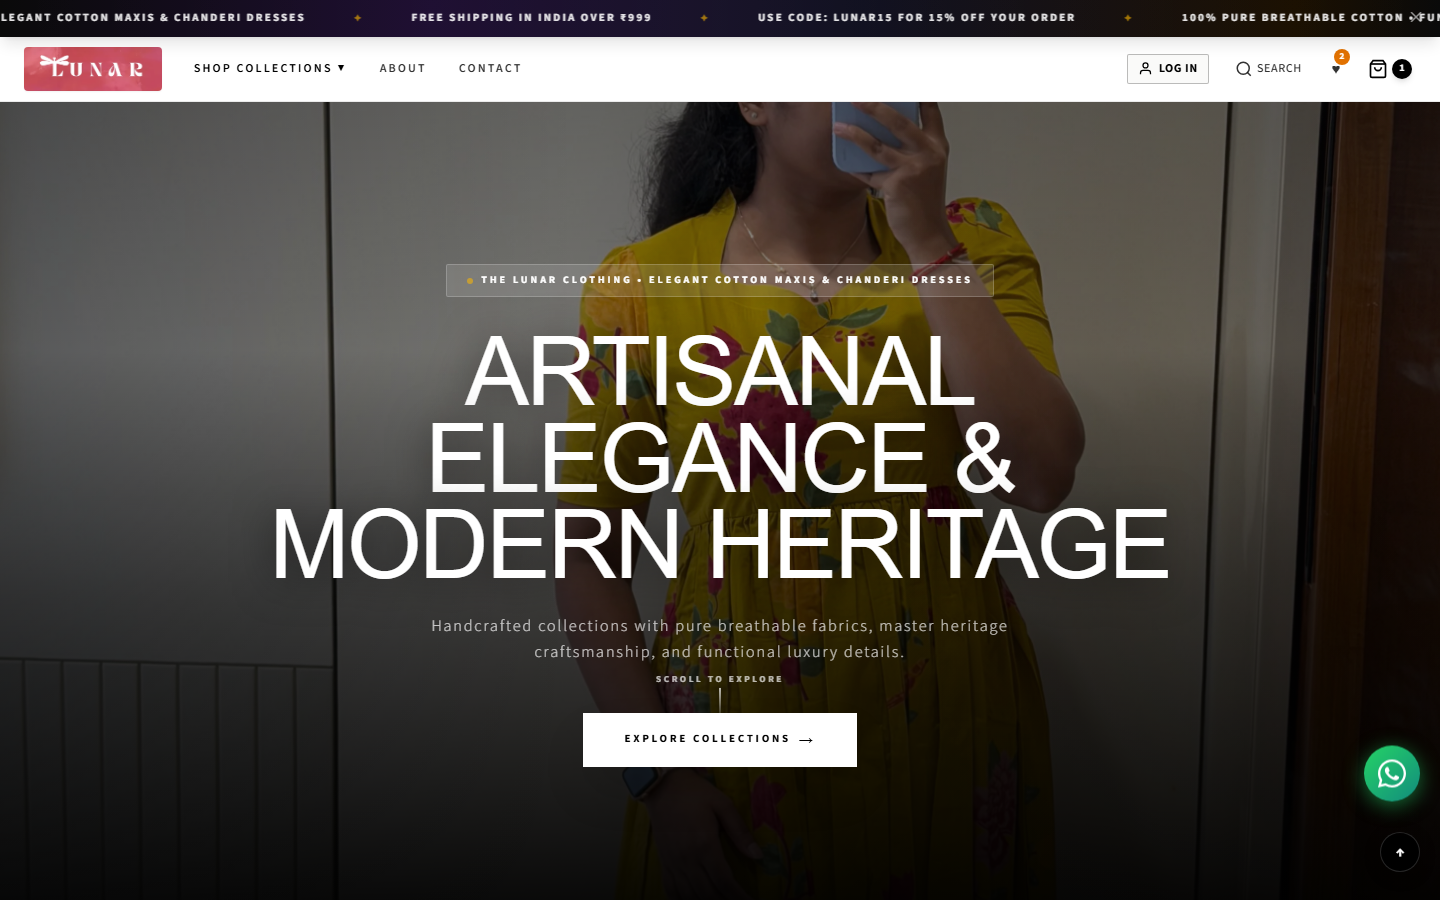 LEGANT COTTON MAXIS & CHANDERI DRESSES ✦ FREE SHIPPING IN INDIA OVER ₹999 ✦ USE CODE: LUNAR15 FOR 15% OFF YOUR ORDER ✦ 100% PURE BREATHABLE COTTON •
LUNAR
SHOP COLLECTIONS ▼
ABOUT
CONTACT
LOG IN
SEARCH
2
1
THE LUNAR CLOTHING • ELEGANT COTTON MAXIS & CHANDERI DRESSES
ARTISANAL
ELEGANCE &
MODERN HERITAGE
Handcrafted collections with pure breathable fabrics, master heritage
craftsmanship, and functional luxury details.
SCROLL TO EXPLORE
EXPLORE COLLECTIONS →